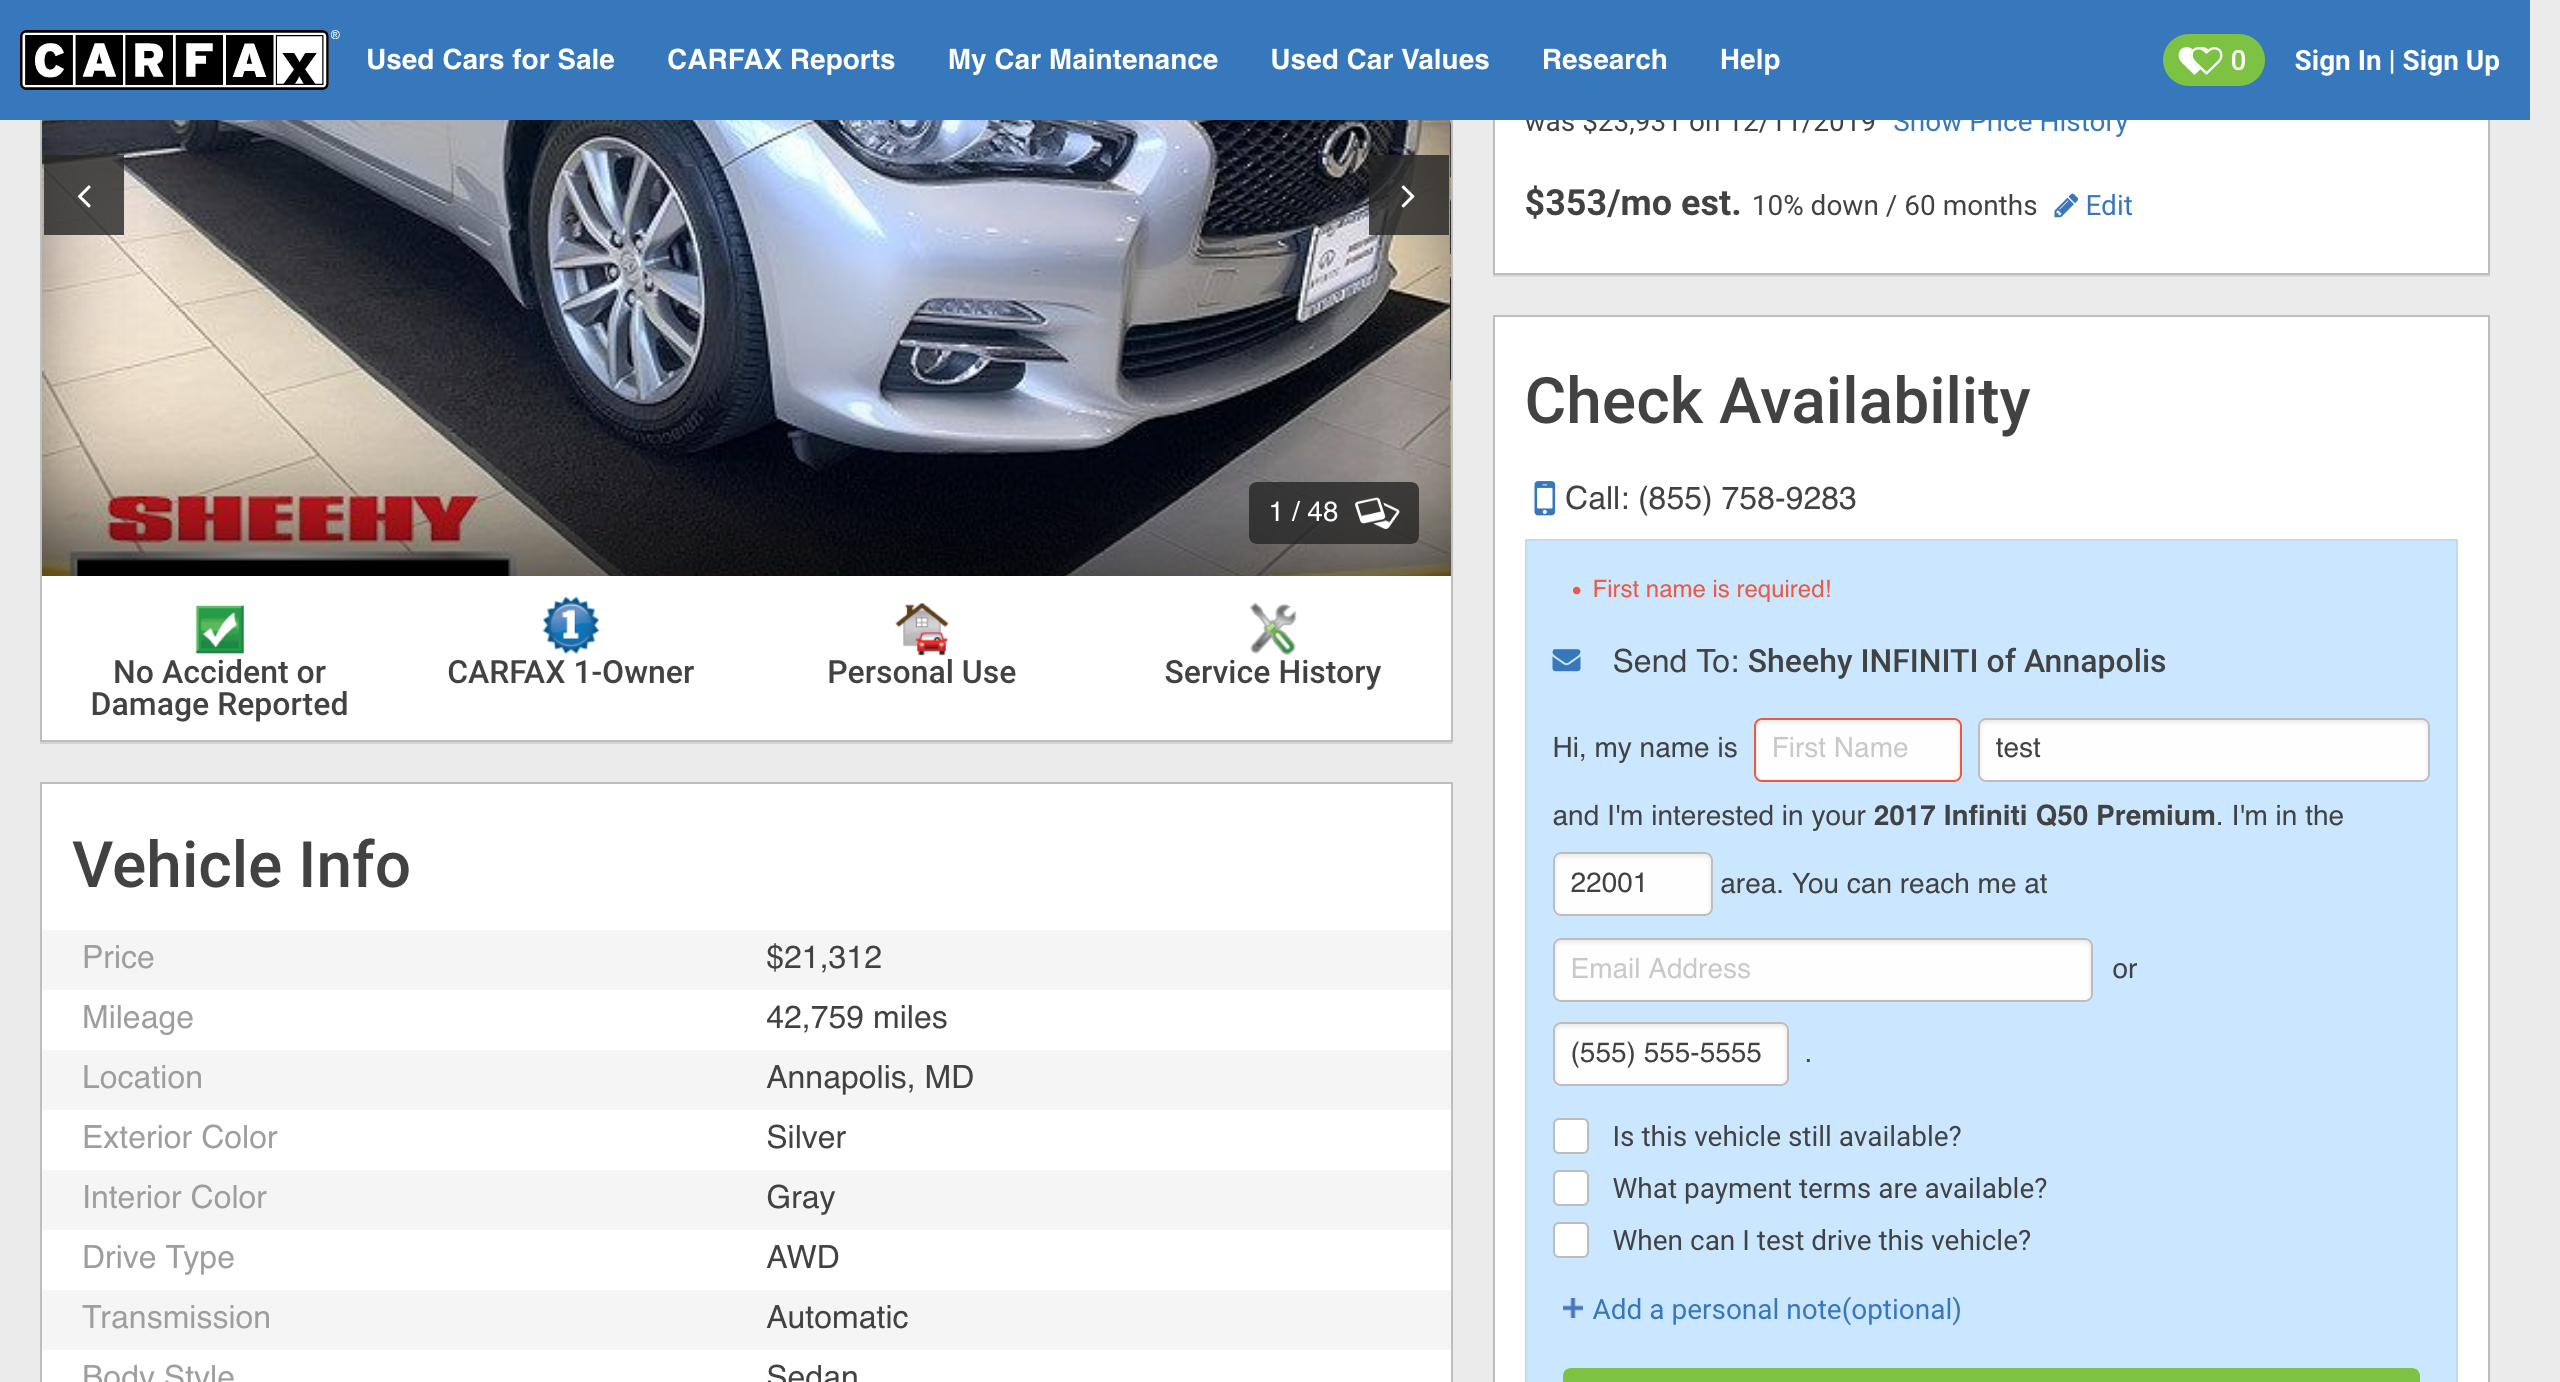 CARFAX®
Used Cars for Sale
CARFAX Reports
My Car Maintenance
Used Car Values
Research
Help
0
Sign In | Sign Up
was $23,931 on 12/11/2019 Show Price History
$353/mo est. 10% down / 60 months Edit
SHEEHY
1 / 48
No Accident or
Damage Reported
CARFAX 1-Owner
Personal Use
Service History
Vehicle Info
Price $21,312
Mileage 42,759 miles
Location Annapolis, MD
Exterior Color Silver
Interior Color Gray
Drive Type AWD
Transmission Automatic
Body Style Sedan
Check Availability
Call: (855) 758-9283
• First name is required!
Send To: Sheehy INFINITI of Annapolis
Hi, my name is First Name test
and I'm interested in your 2017 Infiniti Q50 Premium. I'm in the
22001 area. You can reach me at
Email Address or
(555) 555-5555 .
Is this vehicle still available?
What payment terms are available?
When can I test drive this vehicle?
+ Add a personal note(optional)